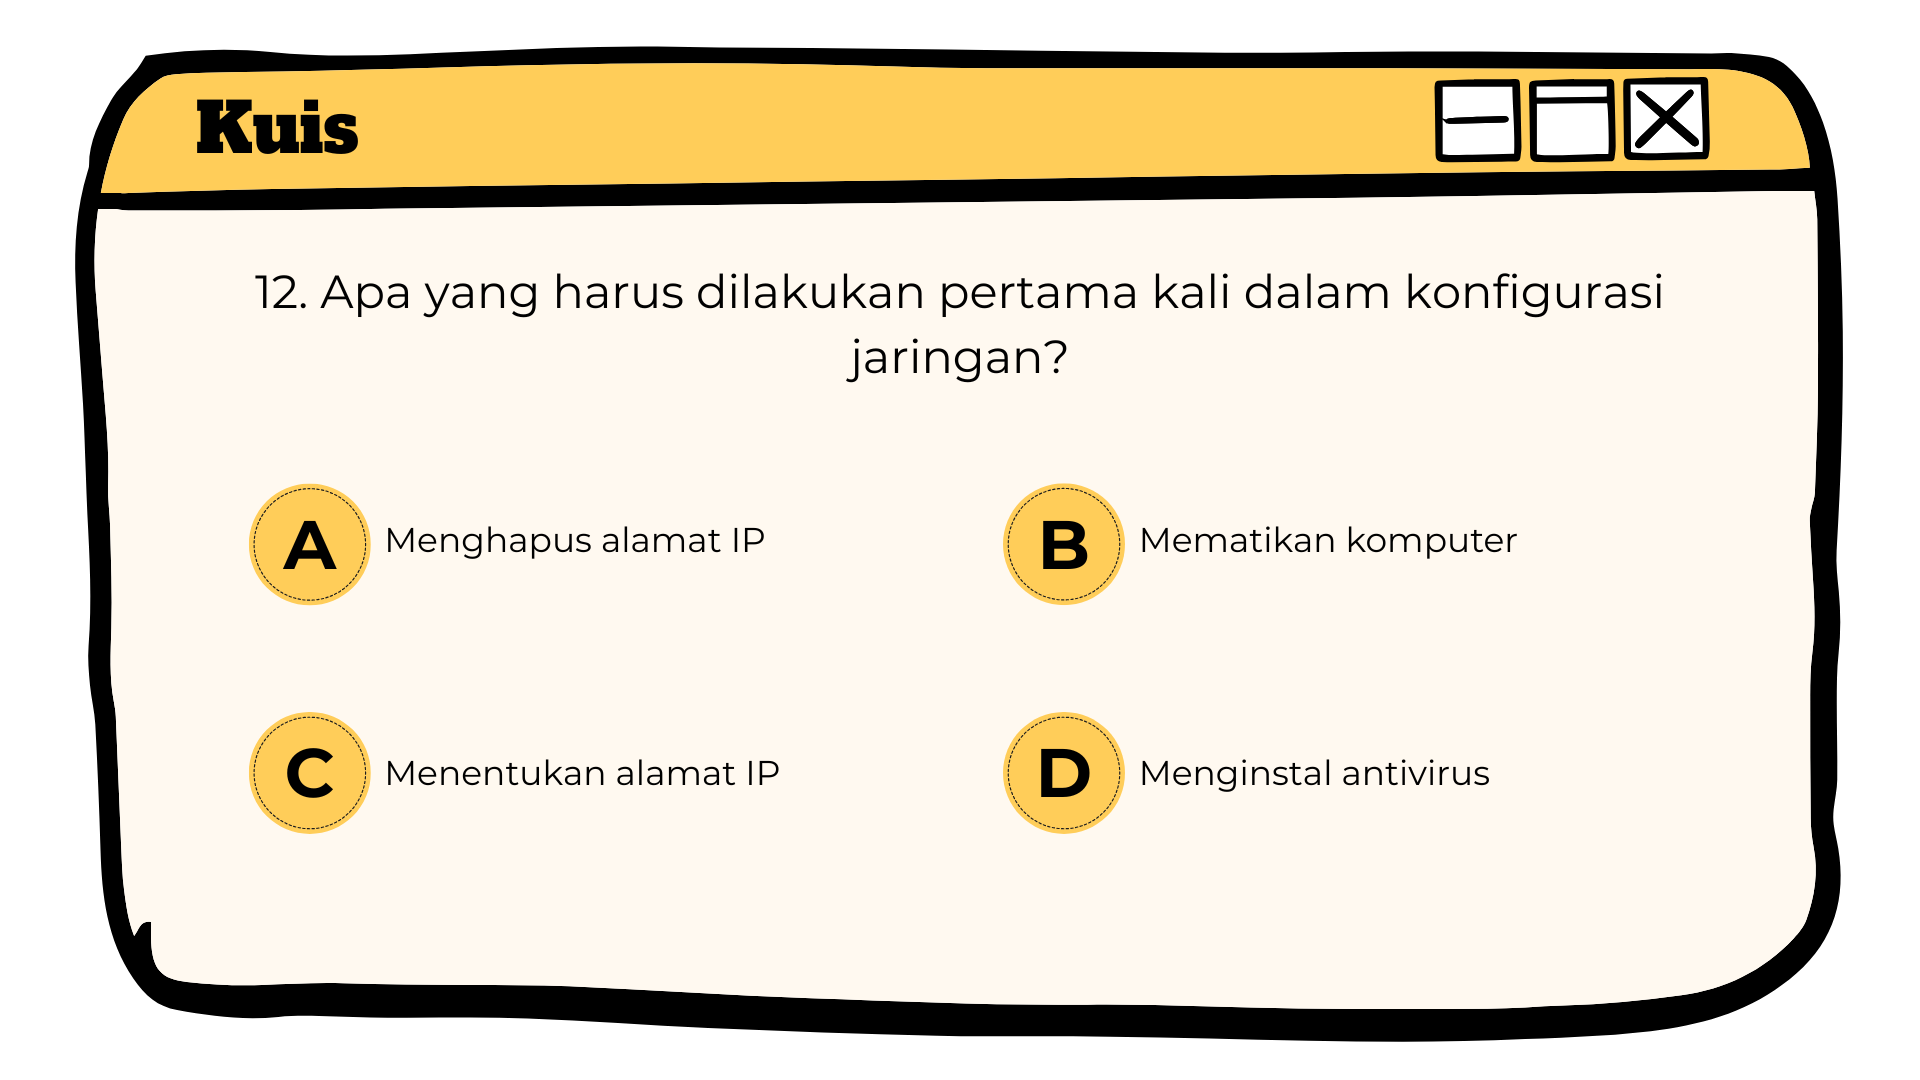 Kuis
12. Apa yang harus dilakukan pertama kali dalam konfigurasi
jaringan?
A Menghapus alamat IP
B Mematikan komputer
C Menentukan alamat IP
D Menginstal antivirus